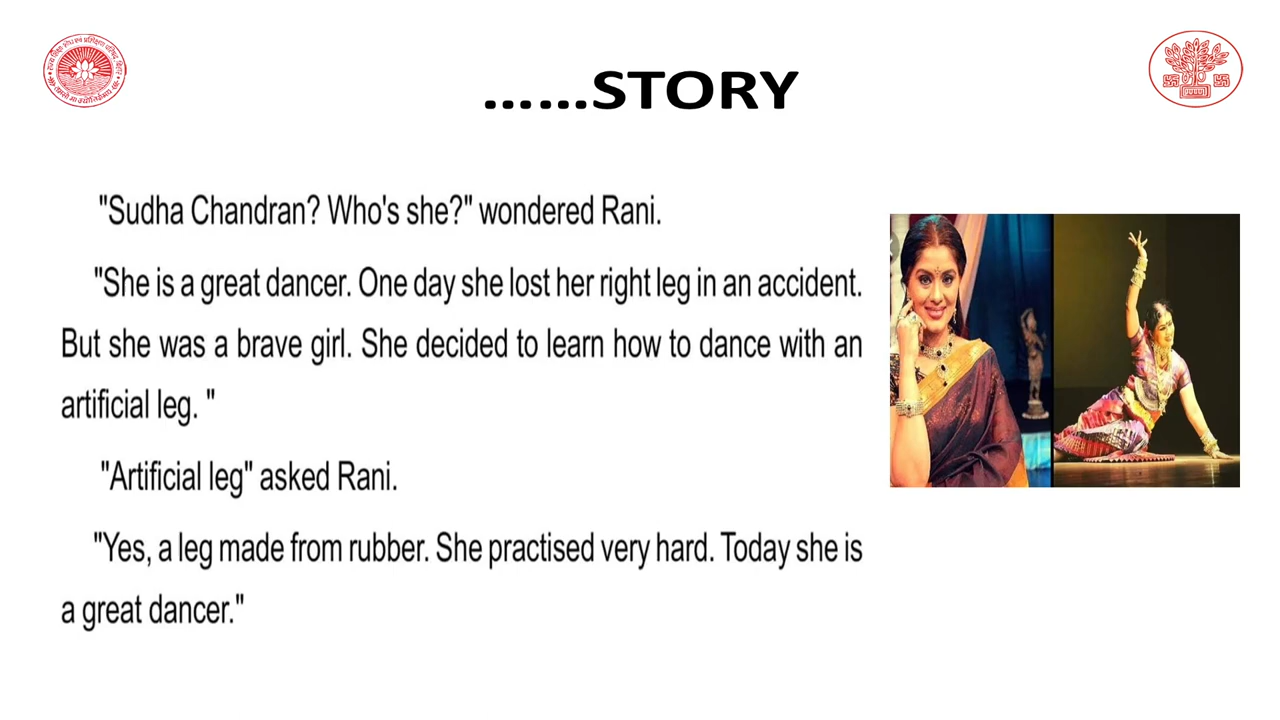 ......STORY
"Sudha Chandran? Who's she?" wondered Rani.
"She is a great dancer. One day she lost her right leg in an accident.
But she was a brave girl. She decided to learn how to dance with an
artificial leg. "
"Artificial leg" asked Rani.
"Yes, a leg made from rubber. She practised very hard. Today she is
a great dancer."